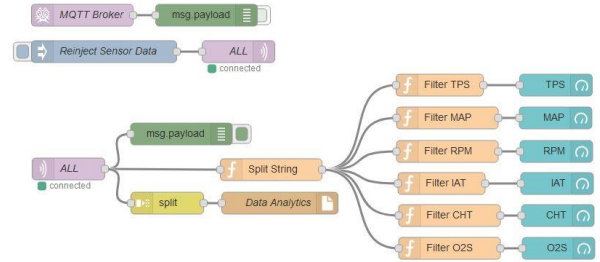 MQTT Broker msg.payload
Reinject Sensor Data ALL
connected
Filter TPS TPS
Filter MAP MAP
msg.payload
Filter RPM RPM
ALL Split String
connected
Filter IAT IAT
split Data Analytics
Filter CHT CHT
Filter O2S O2S